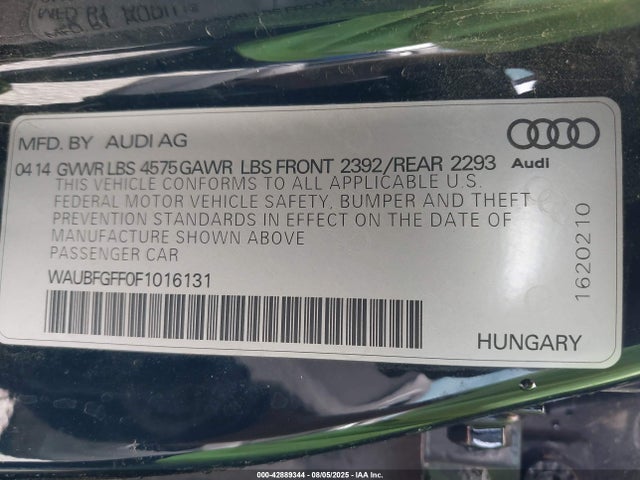 MFD. BY AUDI AG
04 14 GVWR LBS 4575 GAWR LBS FRONT 2392/REAR 2293
THIS VEHICLE CONFORMS TO ALL APPLICABLE U.S.
FEDERAL MOTOR VEHICLE SAFETY, BUMPER AND THEFT
PREVENTION STANDARDS IN EFFECT ON THE DATE OF
MANUFACTURE SHOWN ABOVE
PASSENGER CAR
WAUBFGFF0F1016131
Audi
1620210
HUNGARY
000-42889344 - 08/05/2025 - Copyright © IAA, Inc.